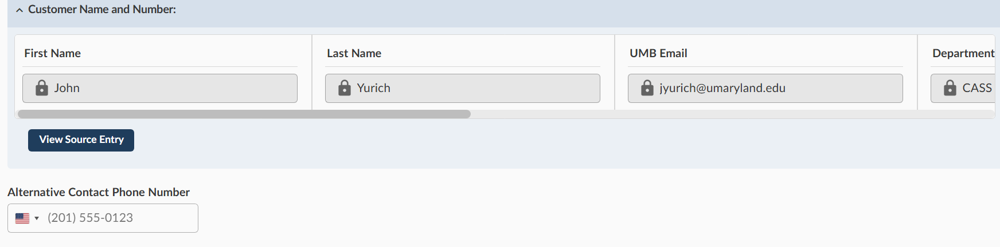 Customer Name and Number:
First Name Last Name UMB Email Department
John Yurich jyurich@umaryland.edu CASS
View Source Entry
Alternative Contact Phone Number
(201) 555-0123